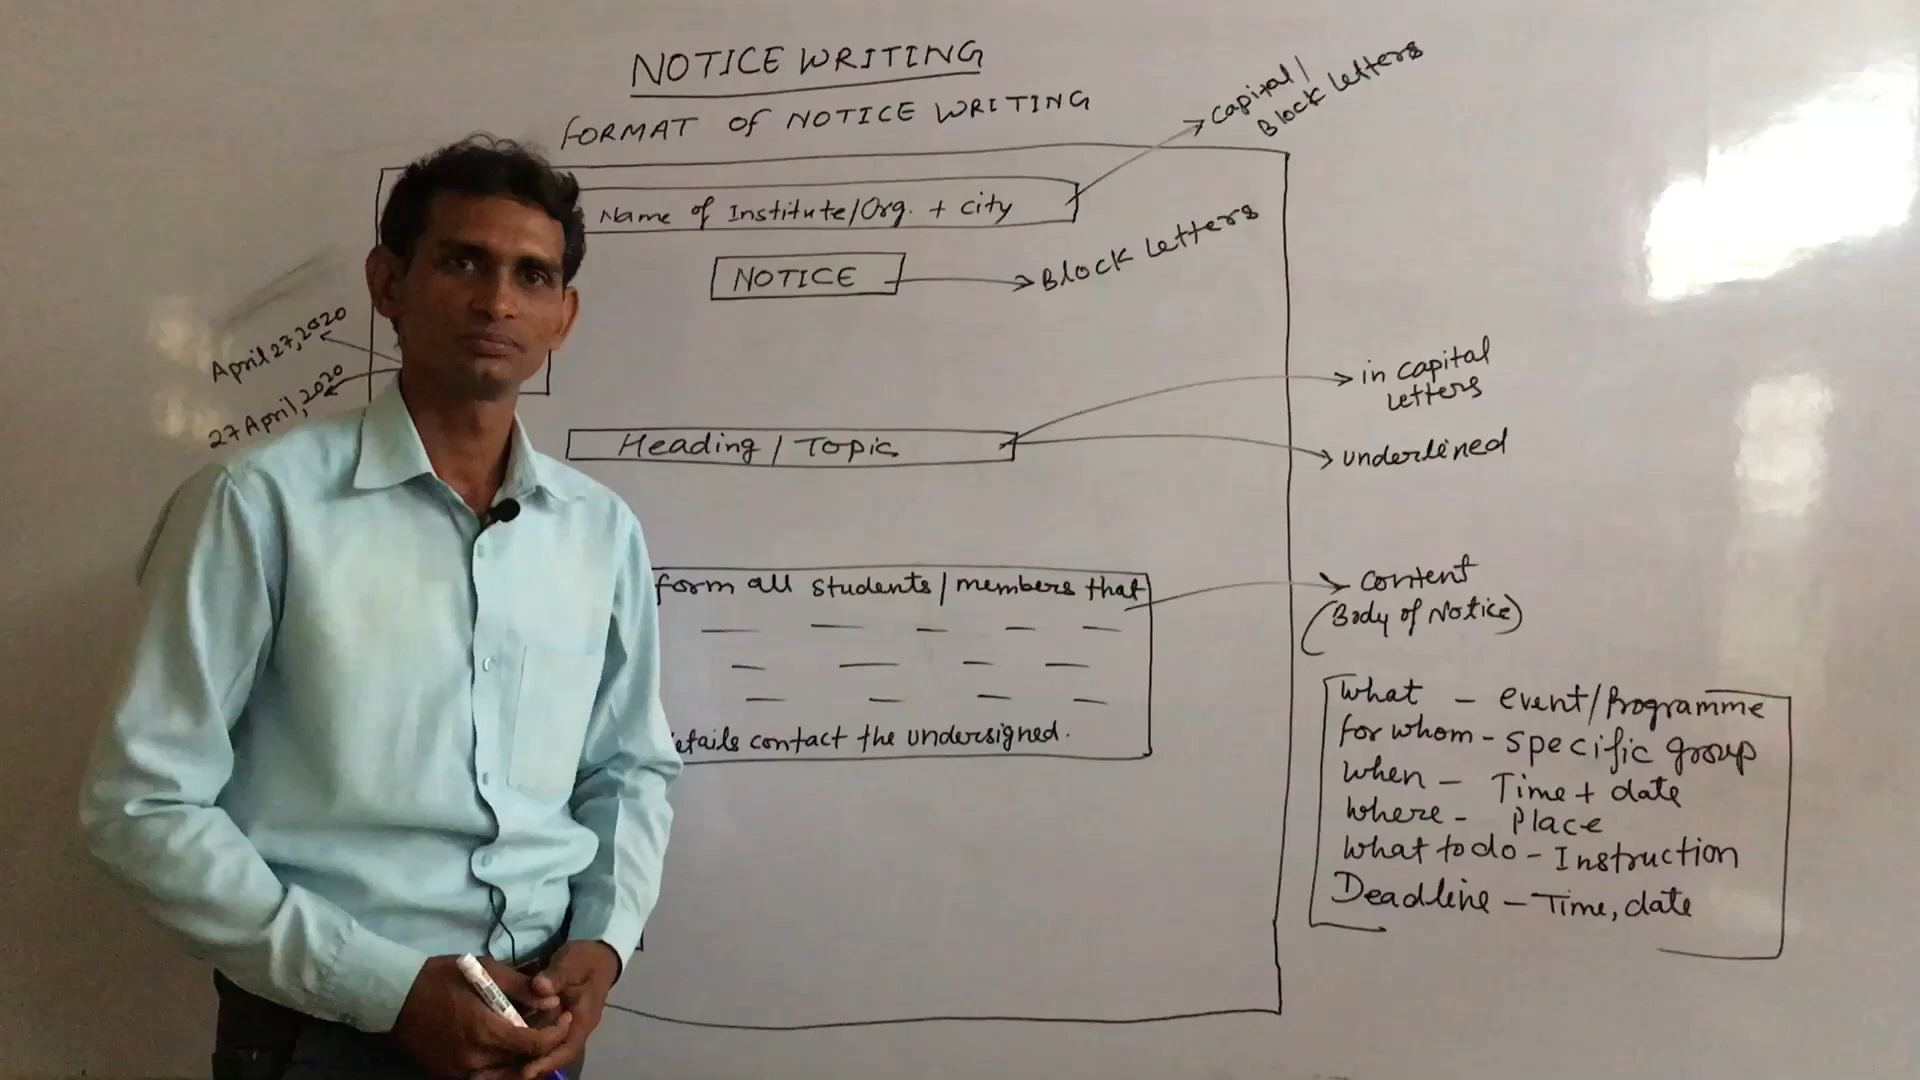 NOTICE WRITING
FORMAT OF NOTICE WRITING
Capital/
Block Letters
Name of Institute/Org. + City
NOTICE
Block Letters
April 27, 2020
27 April, 2020
in Capital
Letters
Heading / Topic
underlined
form all students / members that
Content
(Body of Notice)
etails contact the undersigned.
What - event/Programme
for whom - specific group
When - Time + date
Where - Place
What to do - Instruction
Deadline - Time, date